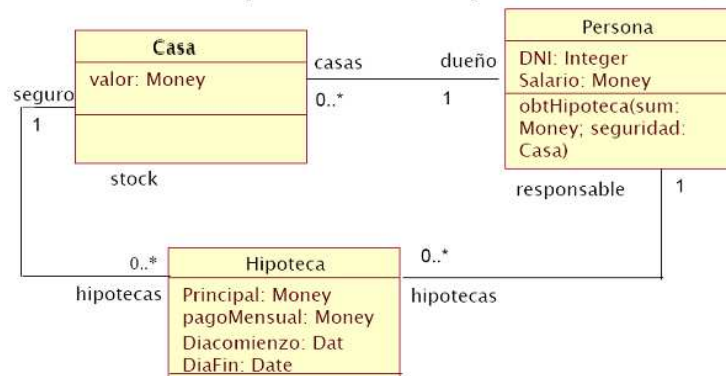 Casa
valor: Money
seguro
1
stock
casas
0..*
dueño
1
Persona
DNI: Integer
Salario: Money
obtHipoteca(sum:
Money; seguridad:
Casa)
responsable
1
0..*
hipotecas
Hipoteca
Principal: Money
pagoMensual: Money
Diacomienzo: Dat
DiaFin: Date
0..*
hipotecas